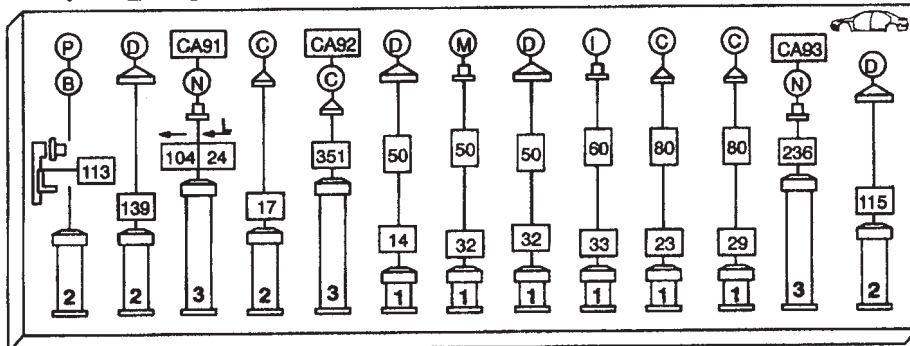 P D CA91 C CA92 D M D I C C CA93 D
B N C N
50 50 50 60 80 80
104 24 351 236
113
139 17 115
14 32 32 33 23 29
2 2 3 2 3 1 1 1 1 1 1 3 2